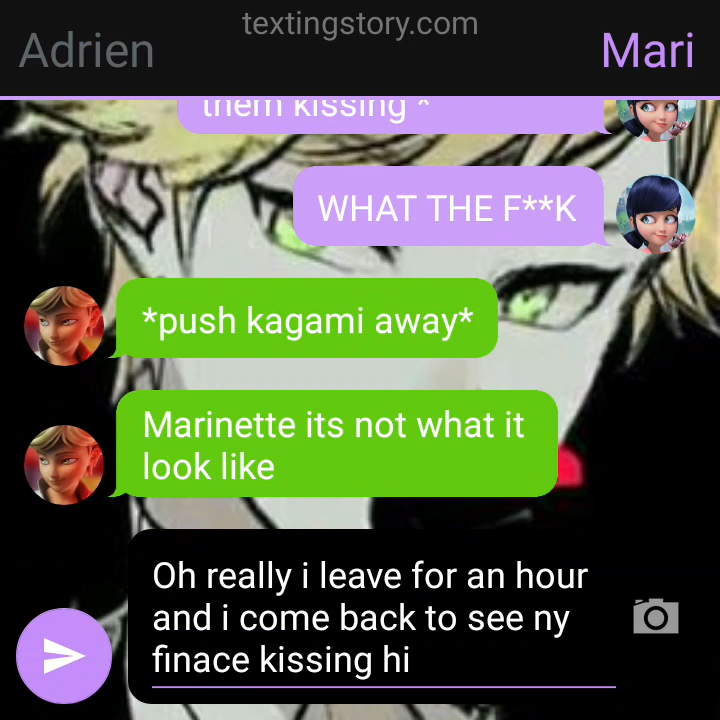 textingstory.com
Adrien
Mari
them kissing *
WHAT THE F**K
*push kagami away*
Marinette its not what it
look like
Oh really i leave for an hour
and i come back to see ny
finace kissing hi